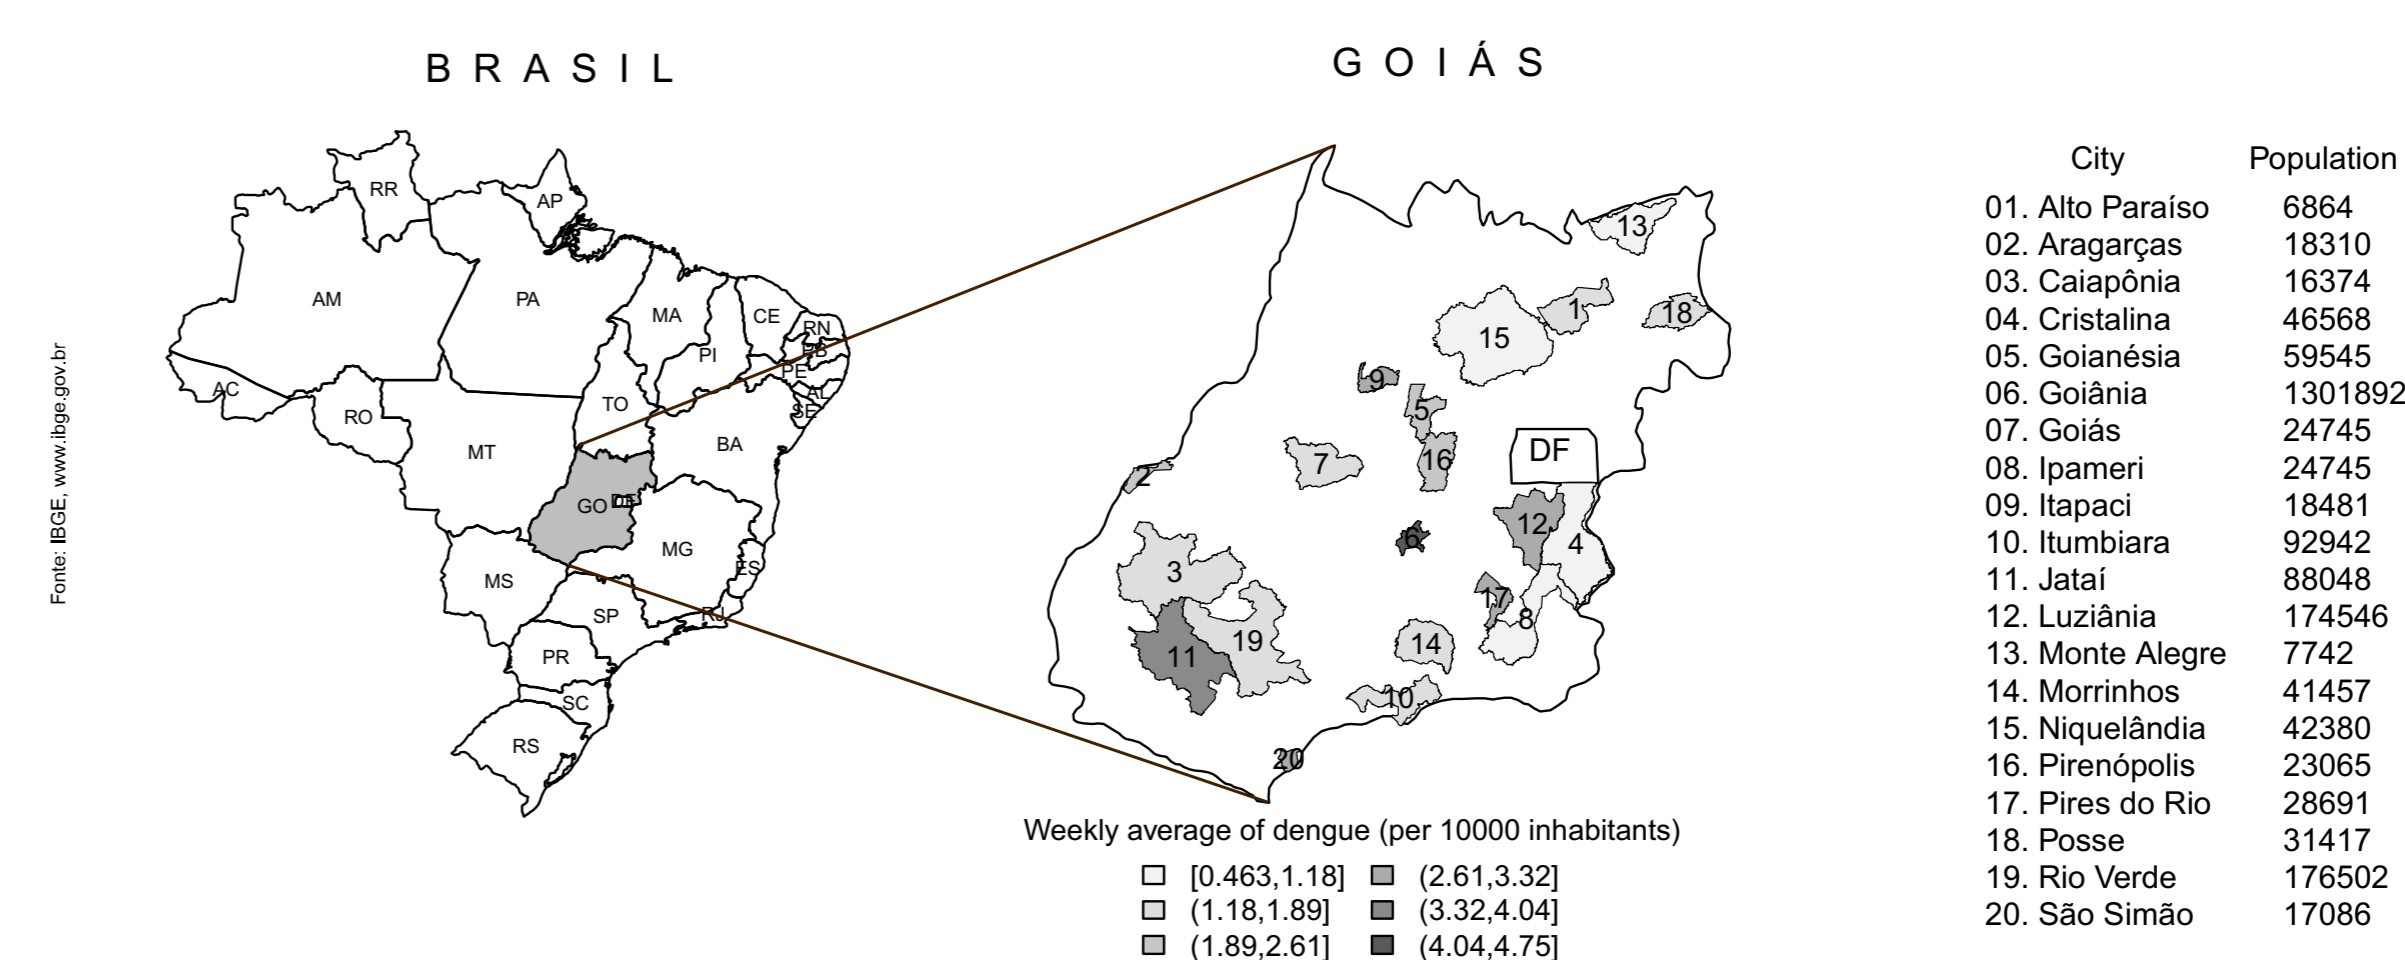 B R A S I L
G O I Á S
Fonte: IBGE, www.ibge.gov.br
RR
AP
AM
PA
MA
CE
RN
PB
PI
PE
AL
SE
AC
RO
TO
MT
BA
GO
DF
MG
ES
MS
SP
RJ
PR
SC
RS
13
1
18
15
9
5
DF
7
16
2
12
6
4
3
17
8
19
14
11
10
20
Weekly average of dengue (per 10000 inhabitants)
[0.463,1.18] (2.61,3.32]
(1.18,1.89] (3.32,4.04]
(1.89,2.61] (4.04,4.75]
City Population
01. Alto Paraíso 6864
02. Aragarças 18310
03. Caiapônia 16374
04. Cristalina 46568
05. Goianésia 59545
06. Goiânia 1301892
07. Goiás 24745
08. Ipameri 24745
09. Itapaci 18481
10. Itumbiara 92942
11. Jataí 88048
12. Luziânia 174546
13. Monte Alegre 7742
14. Morrinhos 41457
15. Niquelândia 42380
16. Pirenópolis 23065
17. Pires do Rio 28691
18. Posse 31417
19. Rio Verde 176502
20. São Simão 17086